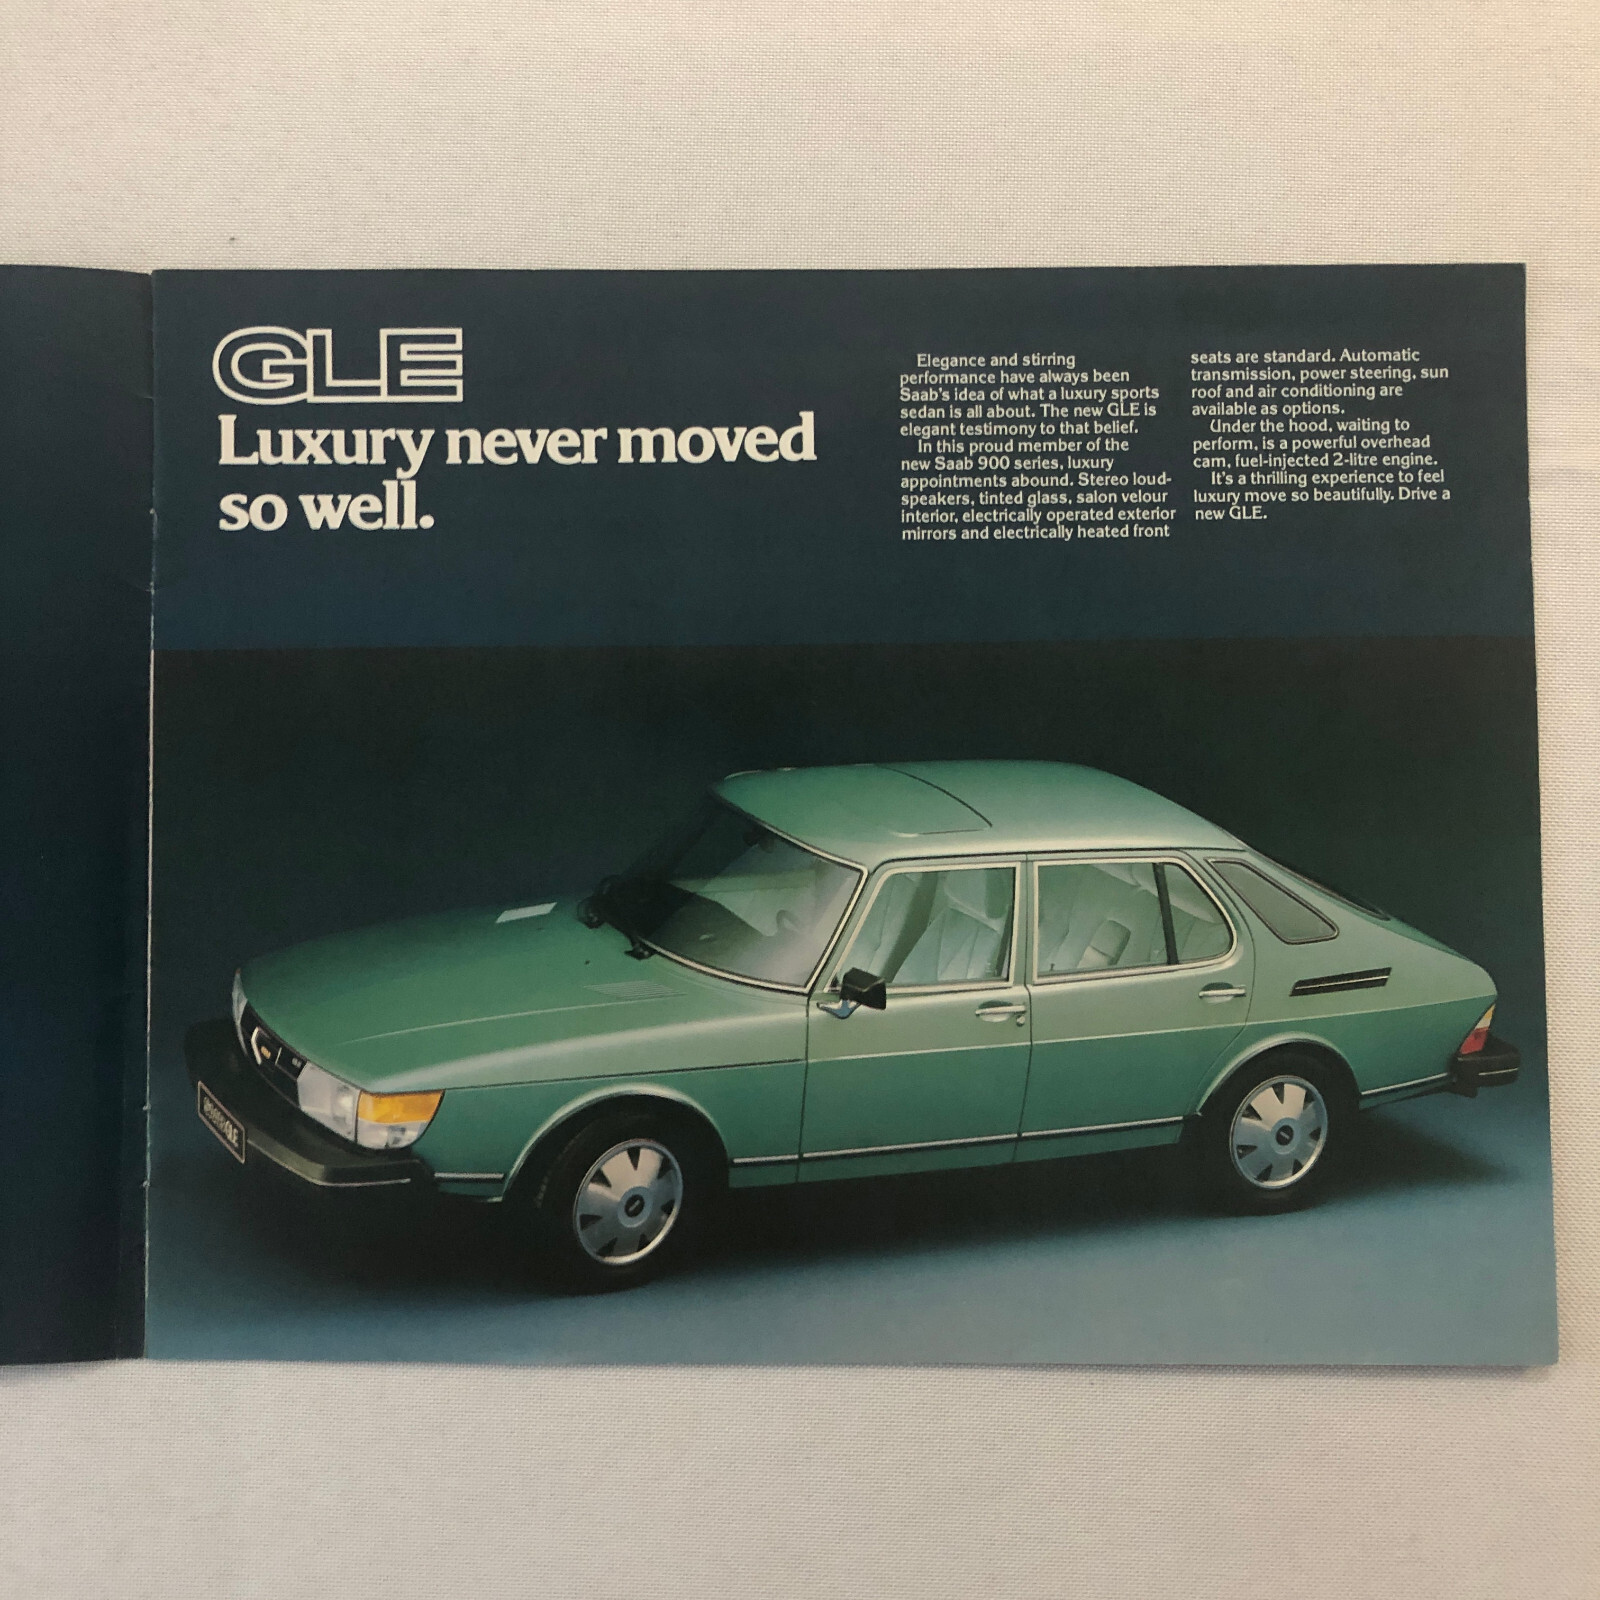 GLE
Luxury never moved
so well.
Elegance and stirring
performance have always been
Saab's idea of what a luxury sports
sedan is all about. The new GLE is
elegant testimony to that belief.
In this proud member of the
new Saab 900 series, luxury
appointments abound. Stereo loud-
speakers, tinted glass, salon velour
interior, electrically operated exterior
mirrors and electrically heated front
seats are standard. Automatic
transmission, power steering, sun
roof and air conditioning are
available as options.
Under the hood, waiting to
perform, is a powerful overhead
cam, fuel-injected 2-litre engine.
It's a thrilling experience to feel
luxury move so beautifully. Drive a
new GLE.
GLE